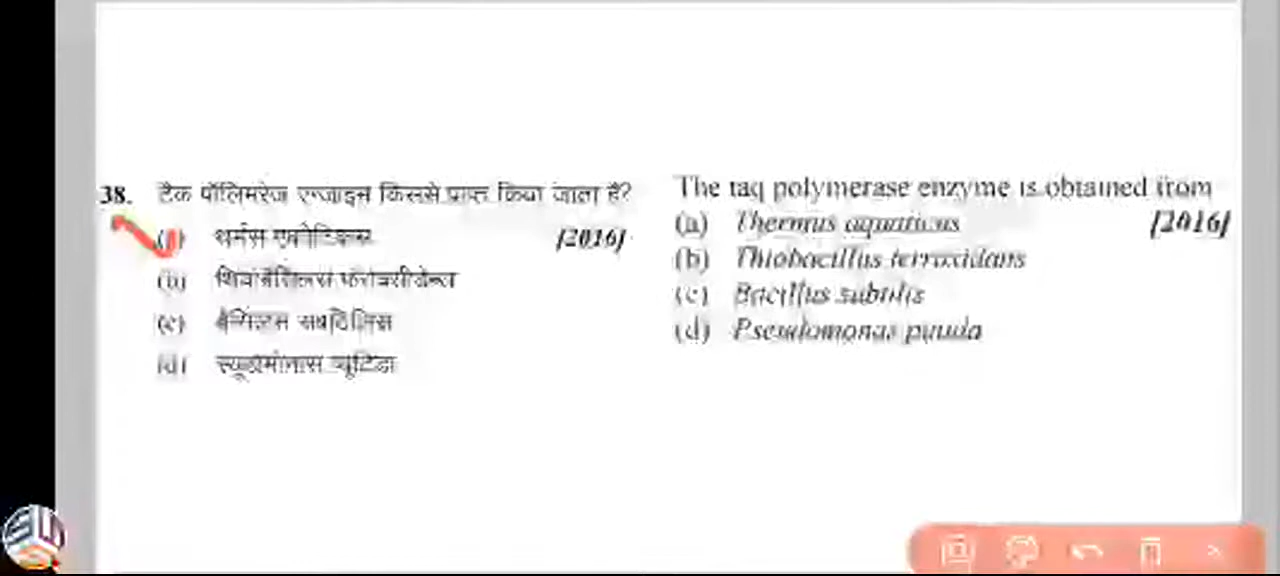 38. टैक पॉलिमरेज एन्जाइम किससे प्राप्त किया जाता है?
(a) थर्मस एक्वेटिकस [2016]
(b) थियोबैसिलस फेरोक्सीडेन्स
(c) बैसिलस सबटिलिस
(d) स्यूडोमोनास प्यूटिडा
The taq polymerase enzyme is obtained from
(a) Thermus aquaticus [2016]
(b) Thiobacillus ferroxidans
(c) Bacillus subtilis
(d) Pseudomonas putida